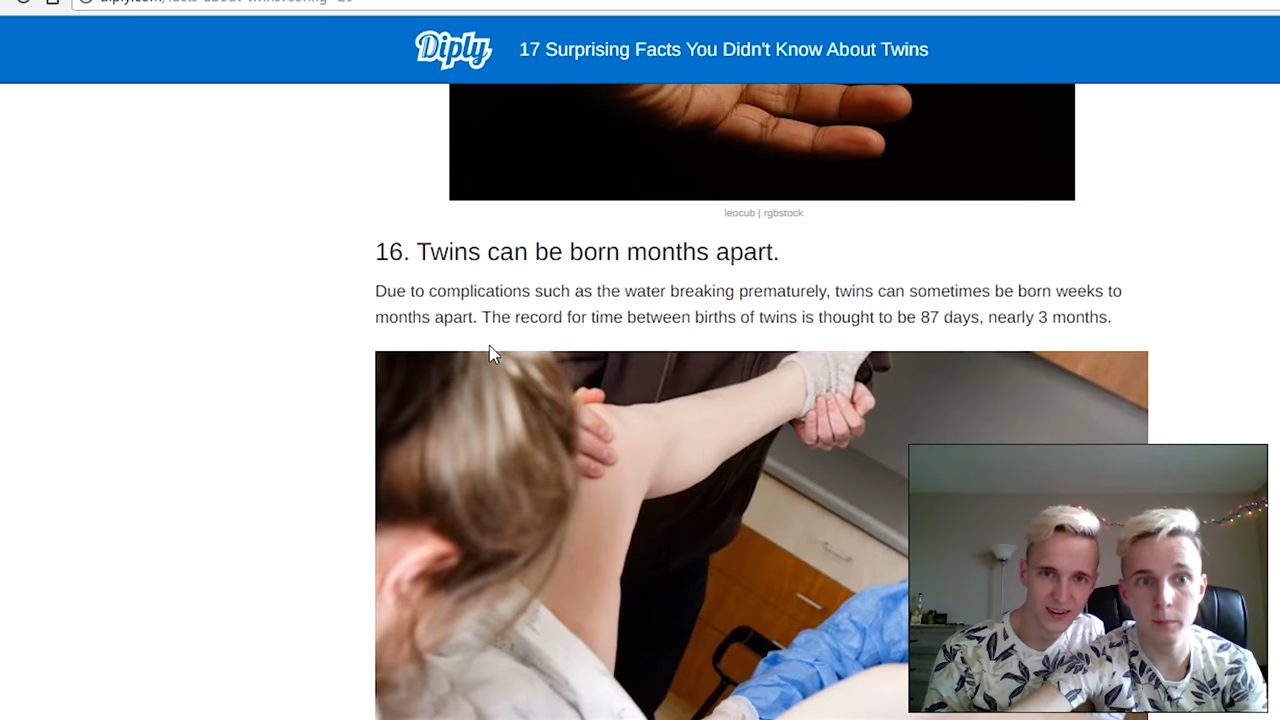 Diply
17 Surprising Facts You Didn't Know About Twins
leocub | rgbstock
16. Twins can be born months apart.
Due to complications such as the water breaking prematurely, twins can sometimes be born weeks to
months apart. The record for time between births of twins is thought to be 87 days, nearly 3 months.